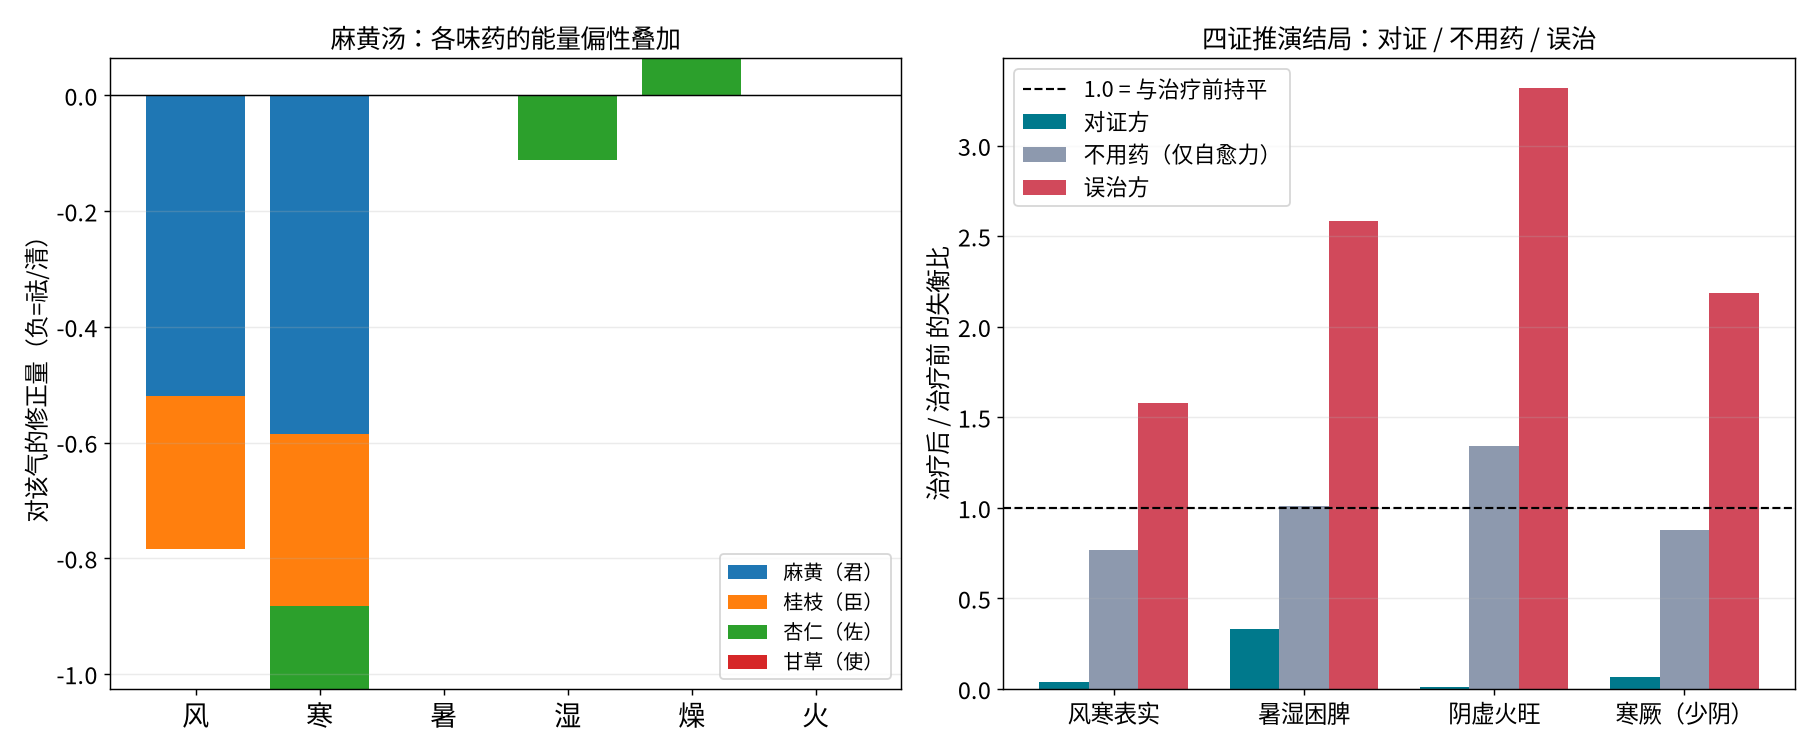 麻黄汤：各味药的能量偏性叠加
对该气的修正量（负=祛/清）
0.0
-0.2
-0.4
-0.6
-0.8
-1.0
风
寒
暑
湿
燥
火
麻黄（君）
桂枝（臣）
杏仁（佐）
甘草（使）
四证推演结局：对证 / 不用药 / 误治
治疗后 / 治疗前 的失衡比
3.0
2.5
2.0
1.5
1.0
0.5
0.0
1.0 = 与治疗前持平
对证方
不用药（仅自愈力）
误治方
风寒表实
暑湿困脾
阴虚火旺
寒厥（少阴）